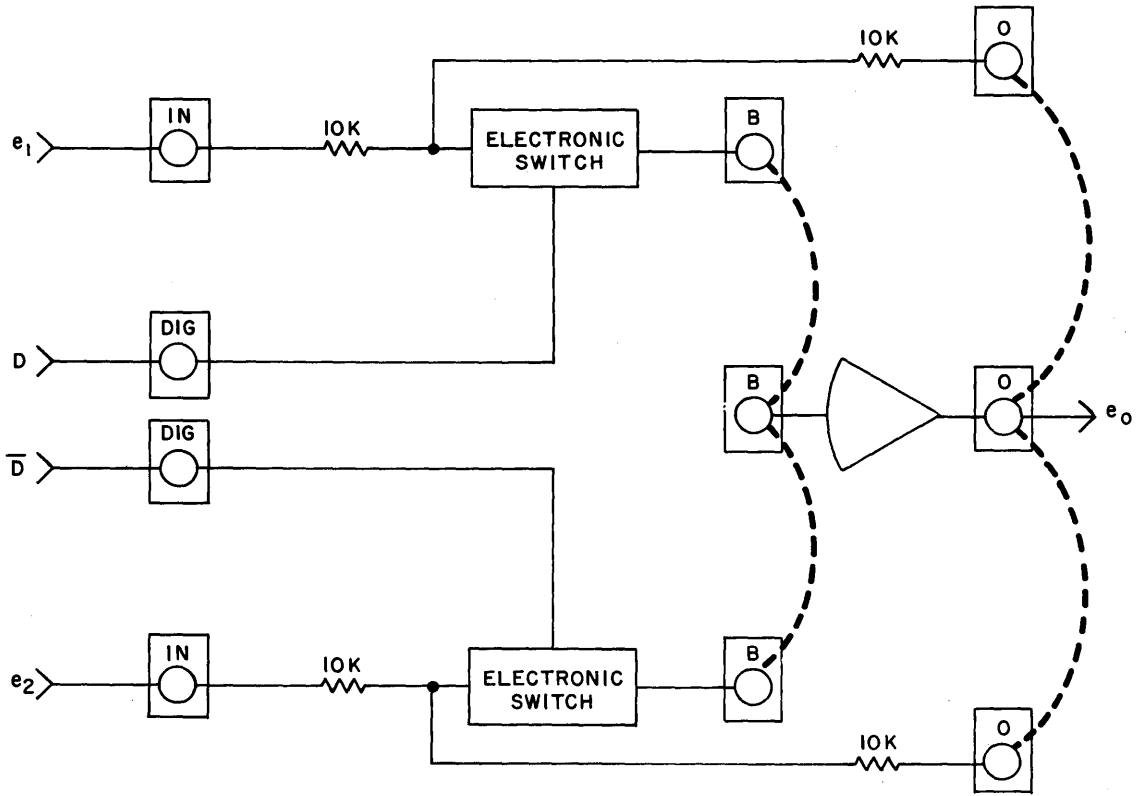 O
10K
IN
10K
B
e1
ELECTRONIC
SWITCH
DIG
D
B
O
DIG
eO
D̅
IN
10K
B
e2
ELECTRONIC
SWITCH
O
10K